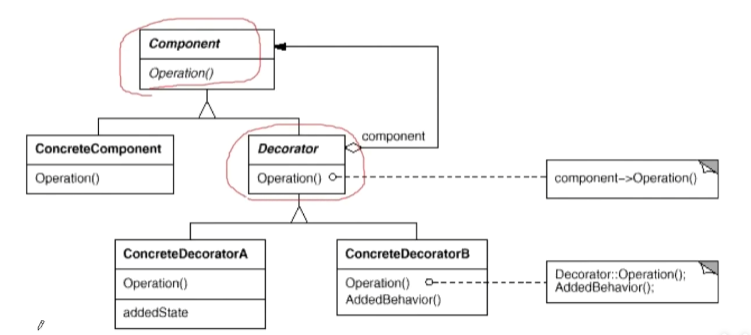 Component
Operation()
component
ConcreteComponent
Operation()
Decorator
Operation()
component->Operation()
ConcreteDecoratorA
Operation()
addedState
ConcreteDecoratorB
Operation()
AddedBehavior()
Decorator::Operation();
AddedBehavior();